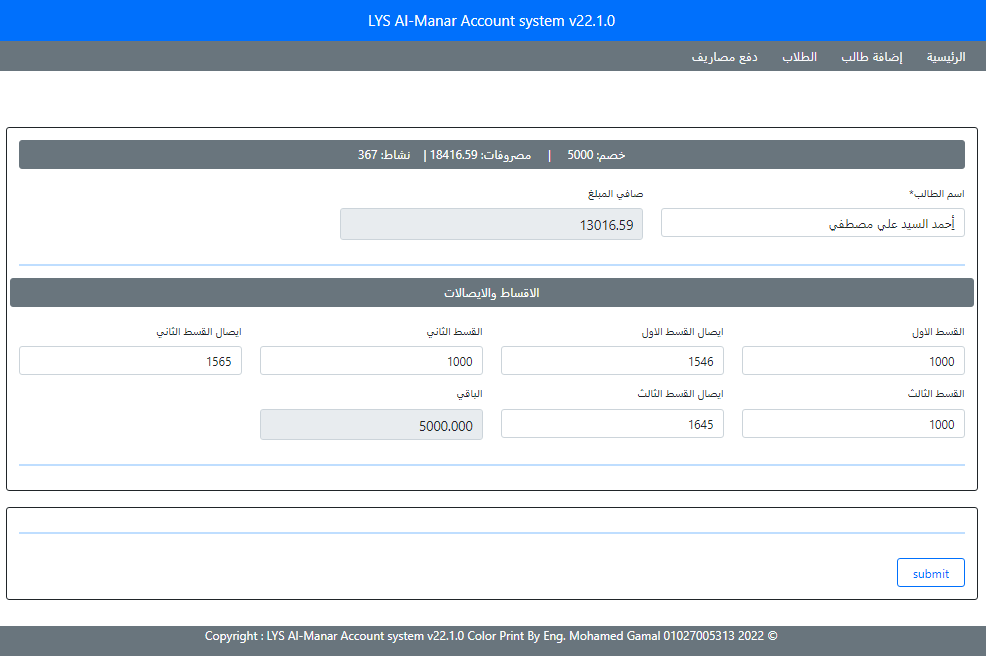 LYS Al-Manar Account system v22.1.0
الرئيسية إضافة طالب الطلاب دفع مصاريف
خصم: 5000 | مصروفات: 18416.59 | نشاط: 367
اسم الطالب* صافي المبلغ
أحمد السيد علي مصطفي 13016.59
الاقساط والايصالات
القسط الاول ايصال القسط الاول القسط الثاني ايصال القسط الثاني
1000 1546 1000 1565
القسط الثالث ايصال القسط الثالث الباقي
1000 1645 5000.000
submit
Copyright : LYS Al-Manar Account system v22.1.0 Color Print By Eng. Mohamed Gamal 01027005313 2022 ©